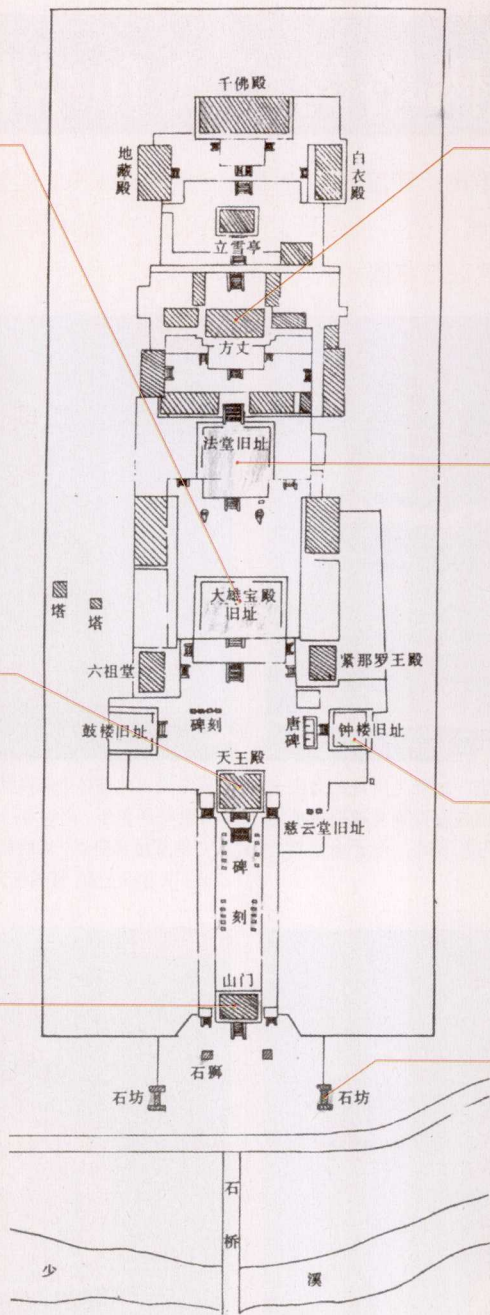 千佛殿
地藏殿
白衣殿
立雪亭
方丈
法堂旧址
大雄宝殿
旧址
塔
塔
六祖堂
紧那罗王殿
碑刻
鼓楼旧址
唐碑
钟楼旧址
天王殿
慈云堂旧址
碑刻
山门
石狮
石坊
石坊
石桥
少
溪